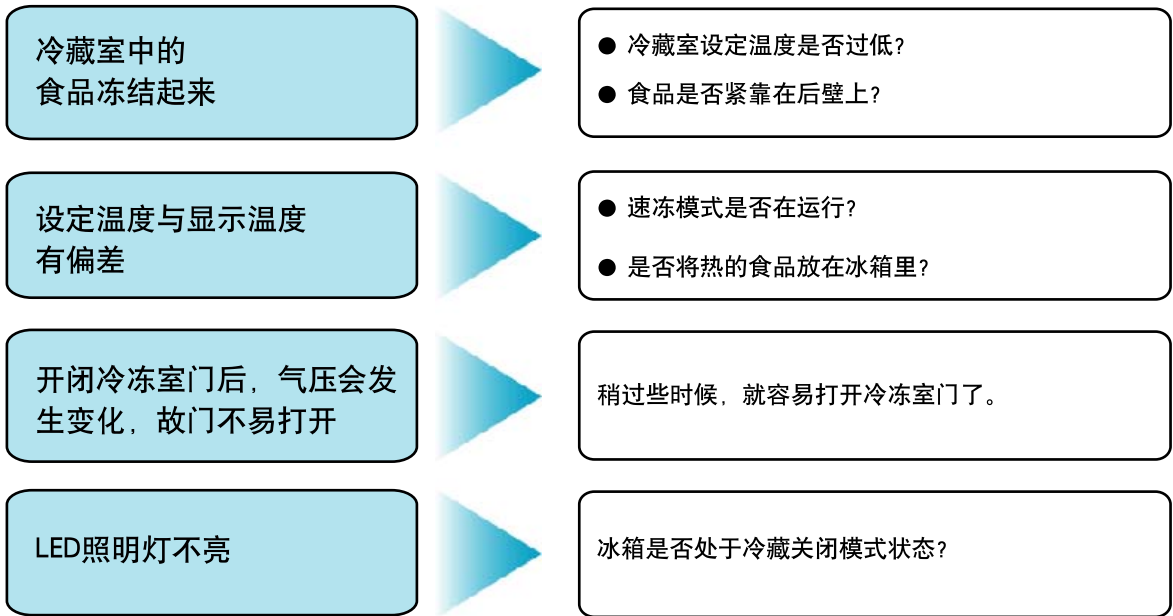 冷藏室中的
食品冻结起来
● 冷藏室设定温度是否过低?
● 食品是否紧靠在后壁上?
设定温度与显示温度
有偏差
● 速冻模式是否在运行?
● 是否将热的食品放在冰箱里?
开闭冷冻室门后，气压会发
生变化，故门不易打开
稍过些时候，就容易打开冷冻室门了。
LED照明灯不亮
冰箱是否处于冷藏关闭模式状态?